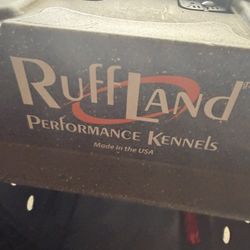 RuffLand
Performance Kennels
Made in the USA